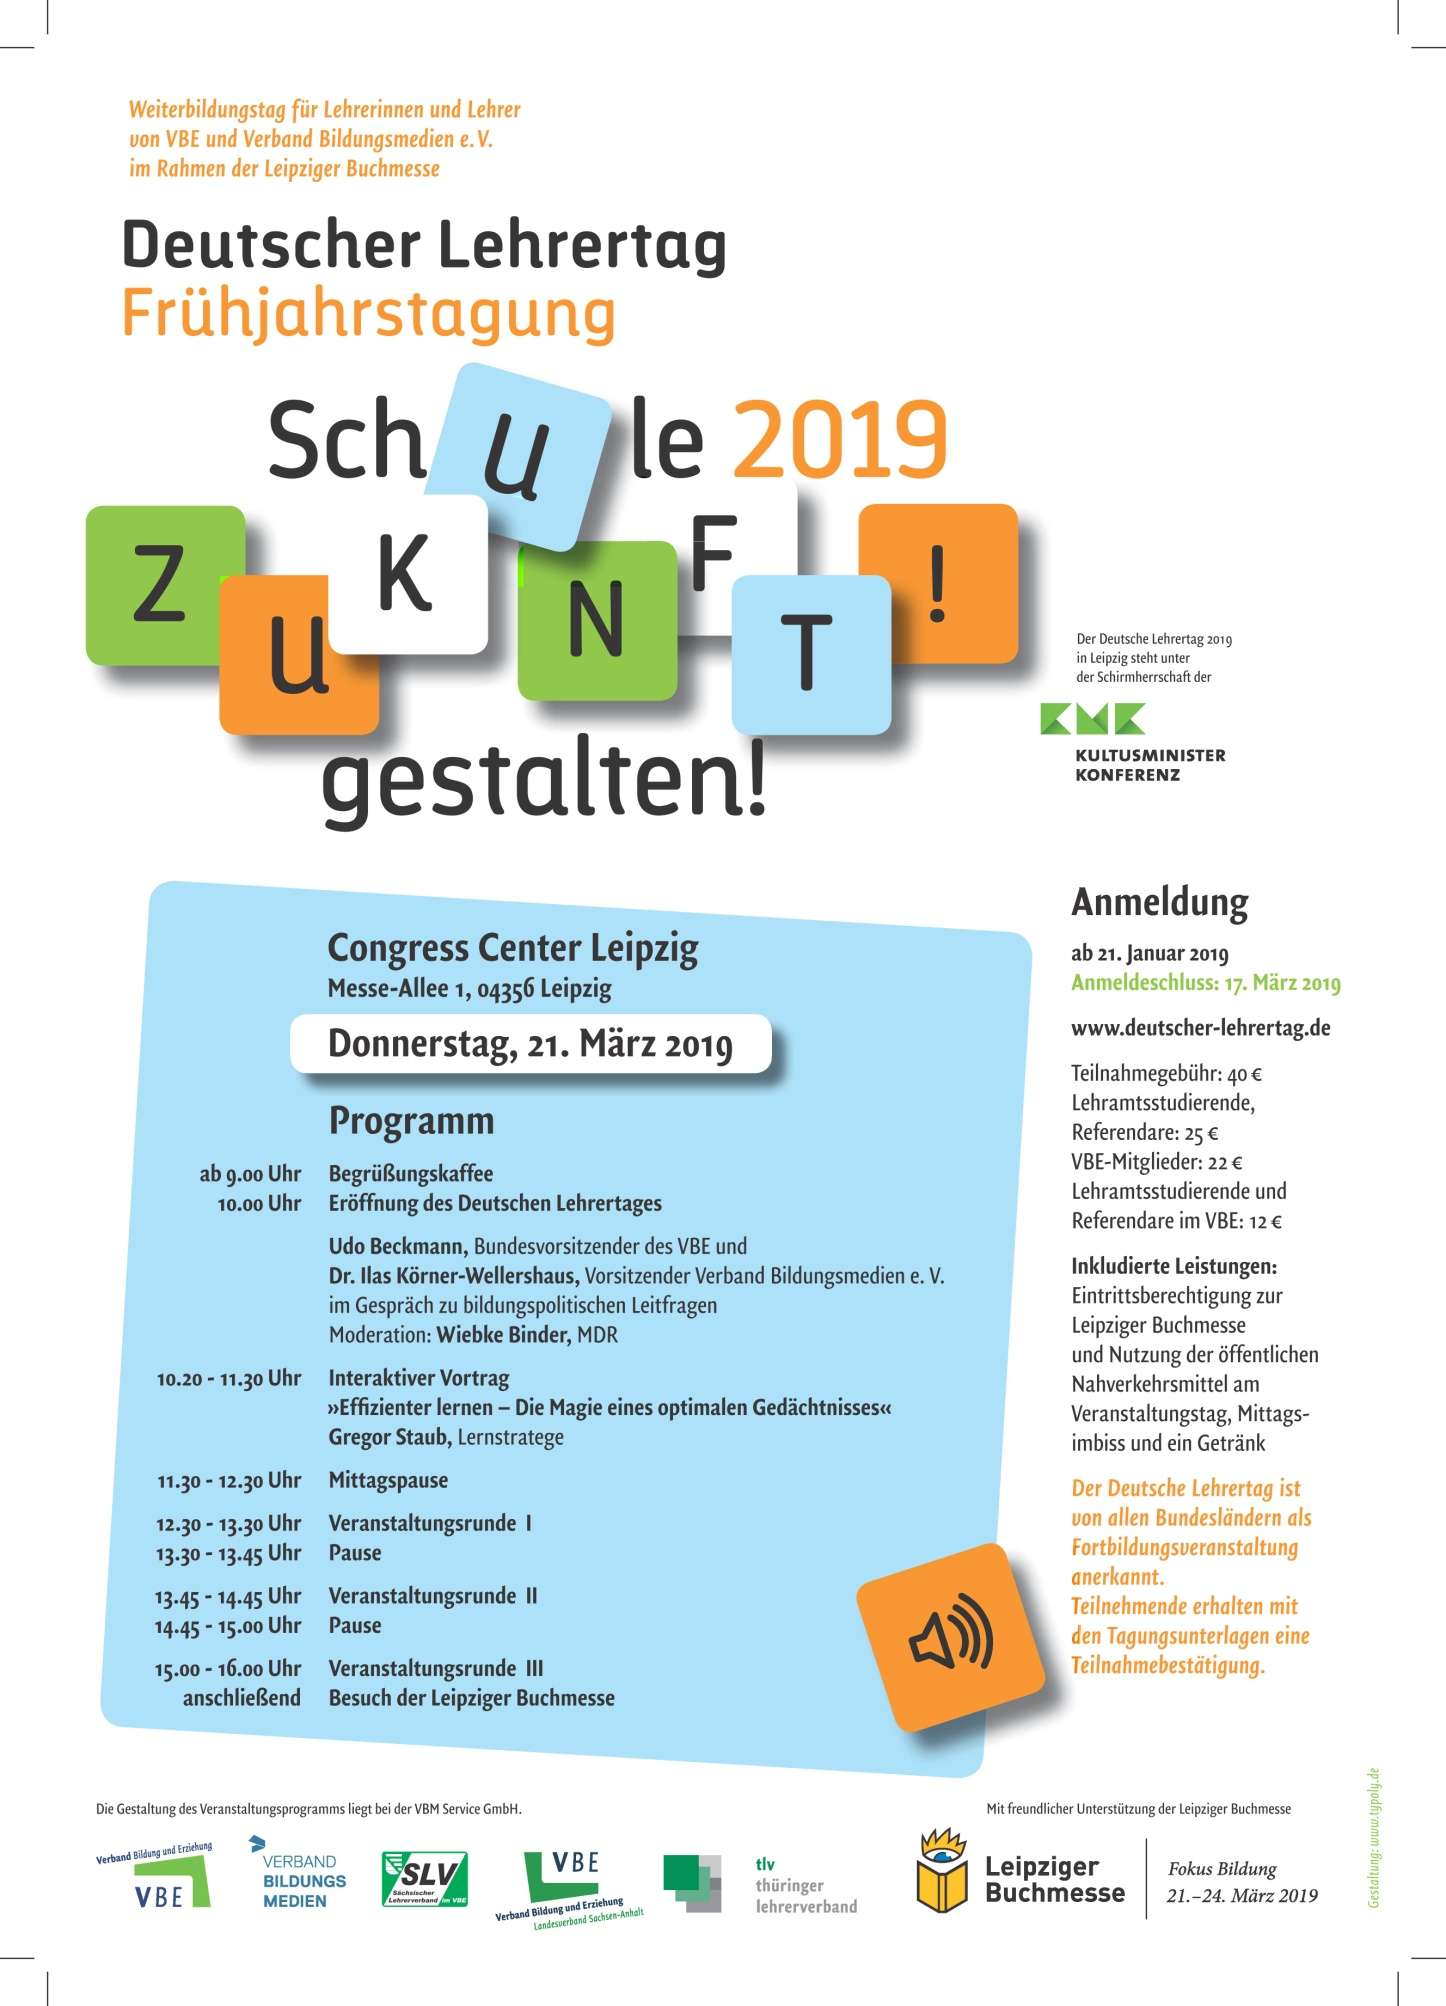 Weiterbildungstag für Lehrerinnen und Lehrer
von VBE und Verband Bildungsmedien e. V.
im Rahmen der Leipziger Buchmesse
Deutscher Lehrertag
Frühjahrstagung
Schule 2019
ZUKUNFT!
gestalten!
Der Deutsche Lehrertag 2019
in Leipzig steht unter
der Schirmherrschaft der
KMK
KULTUSMINISTER
KONFERENZ
Congress Center Leipzig
Messe-Allee 1, 04356 Leipzig
Donnerstag, 21. März 2019
Programm
ab 9.00 Uhr Begrüßungskaffee
10.00 Uhr Eröffnung des Deutschen Lehrertages
Udo Beckmann, Bundesvorsitzender des VBE und
Dr. Ilas Körner-Wellershaus, Vorsitzender Verband Bildungsmedien e. V.
im Gespräch zu bildungspolitischen Leitfragen
Moderation: Wiebke Binder, MDR
10.20 - 11.30 Uhr Interaktiver Vortrag
»Effizienter lernen – Die Magie eines optimalen Gedächtnisses«
Gregor Staub, Lernstratege
11.30 - 12.30 Uhr Mittagspause
12.30 - 13.30 Uhr Veranstaltungsrunde I
13.30 - 13.45 Uhr Pause
13.45 - 14.45 Uhr Veranstaltungsrunde II
14.45 - 15.00 Uhr Pause
15.00 - 16.00 Uhr Veranstaltungsrunde III
anschließend Besuch der Leipziger Buchmesse
Anmeldung
ab 21. Januar 2019
Anmeldeschluss: 17. März 2019
www.deutscher-lehrertag.de
Teilnahmegebühr: 40 €
Lehramtsstudierende,
Referendare: 25 €
VBE-Mitglieder: 22 €
Lehramtsstudierende und
Referendare im VBE: 12 €
Inkludierte Leistungen:
Eintrittsberechtigung zur
Leipziger Buchmesse
und Nutzung der öffentlichen
Nahverkehrsmittel am
Veranstaltungstag, Mittags-
imbiss und ein Getränk
Der Deutsche Lehrertag ist
von allen Bundesländern als
Fortbildungsveranstaltung
anerkannt.
Teilnehmende erhalten mit
den Tagungsunterlagen eine
Teilnahmebestätigung.
Gestaltung: www.typoly.de
Die Gestaltung des Veranstaltungsprogramms liegt bei der VBM Service GmbH.
Mit freundlicher Unterstützung der Leipziger Buchmesse
Verband Bildung und Erziehung
VBE
VERBAND
BILDUNGS
MEDIEN
SLV
Sächsischer
Lehrerverband im VBE
VBE
Verband Bildung und Erziehung
Landesverband Sachsen-Anhalt
tlv
thüringer
lehrerverband
Leipziger
Buchmesse
Fokus Bildung
21.–24. März 2019